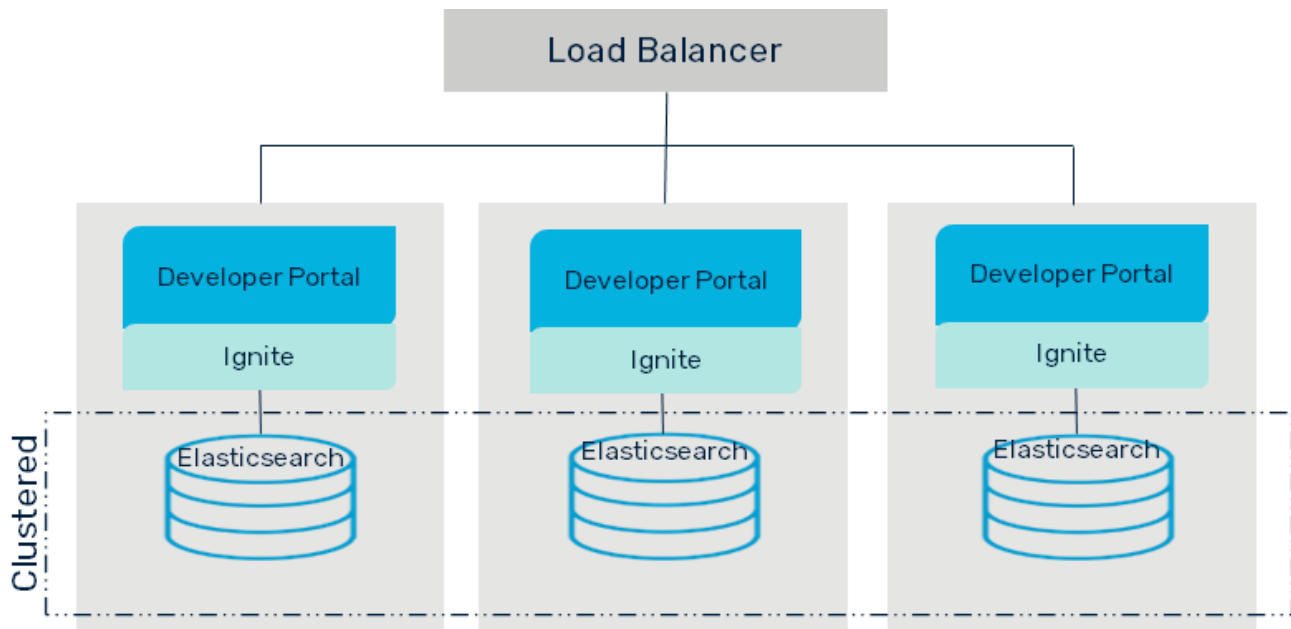 Load Balancer
Developer Portal
Developer Portal
Developer Portal
Ignite
Ignite
Ignite
Clustered
Elasticsearch
Elasticsearch
Elasticsearch